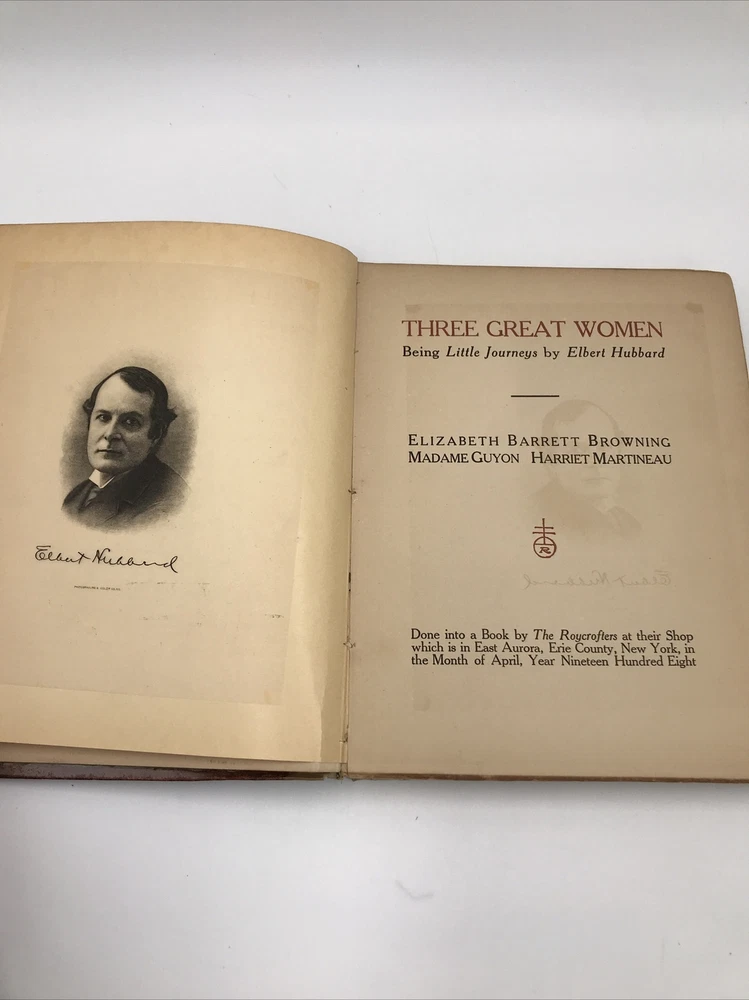 Elbert Hubbard
THREE GREAT WOMEN
Being Little Journeys by Elbert Hubbard
ELIZABETH BARRETT BROWNING
MADAME GUYON HARRIET MARTINEAU
R
Done into a Book by The Roycrofters at their Shop
which is in East Aurora, Erie County, New York, in
the Month of April, Year Nineteen Hundred Eight